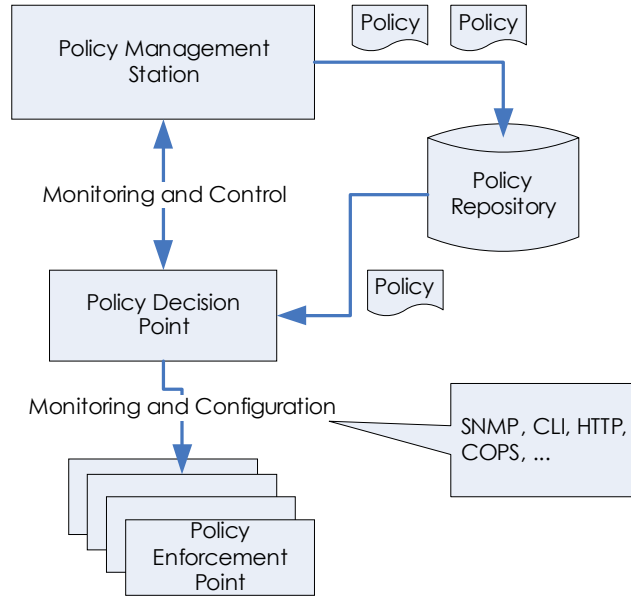 Policy
Policy
Policy Management
Station
Policy
Repository
Monitoring and Control
Policy
Policy Decision
Point
Monitoring and Configuration
SNMP, CLI, HTTP,
COPS, ...
Policy
Enforcement
Point